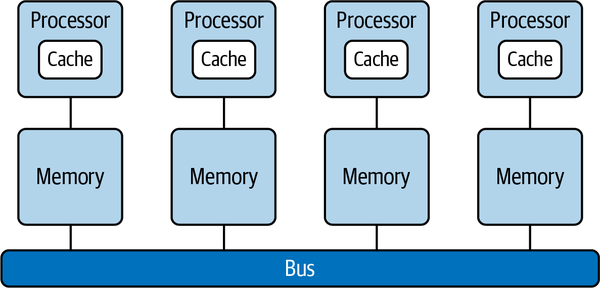 Processor Processor Processor Processor
Cache Cache Cache Cache
Memory Memory Memory Memory
Bus